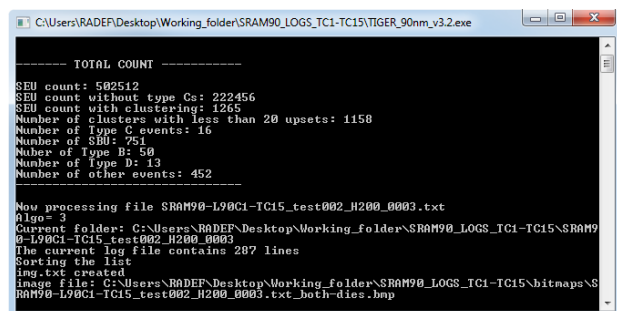 C:\Users\RADEF\Desktop\Working_folder\SRAM90_LOGS_TC1-TC15\TIGER_90nm_v3.2.exe
------- TOTAL COUNT -----------
SEU count: 502512
SEU count without type Cs: 222456
SEU count with clustering: 1265
Number of clusters with less than 20 upsets: 1158
Number of Type C events: 16
Number of SBU: 751
Nuber of Type B: 50
Number of Type D: 13
Number of other events: 452
-------------------------------
Now processing file SRAM90-L90C1-TC15_test002_H200_0003.txt
Algo= 3
Current folder: C:\Users\RADEF\Desktop\Working_folder\SRAM90_LOGS_TC1-TC15\SRAM9
0-L90C1-TC15_test002_H200_0003
The current log file contains 287 lines
Sorting the list
img.txt created
image file: C:\Users\RADEF\Desktop\Working_folder\SRAM90_LOGS_TC1-TC15\bitmaps\S
RAM90-L90C1-TC15_test002_H200_0003.txt_both-dies.bmp